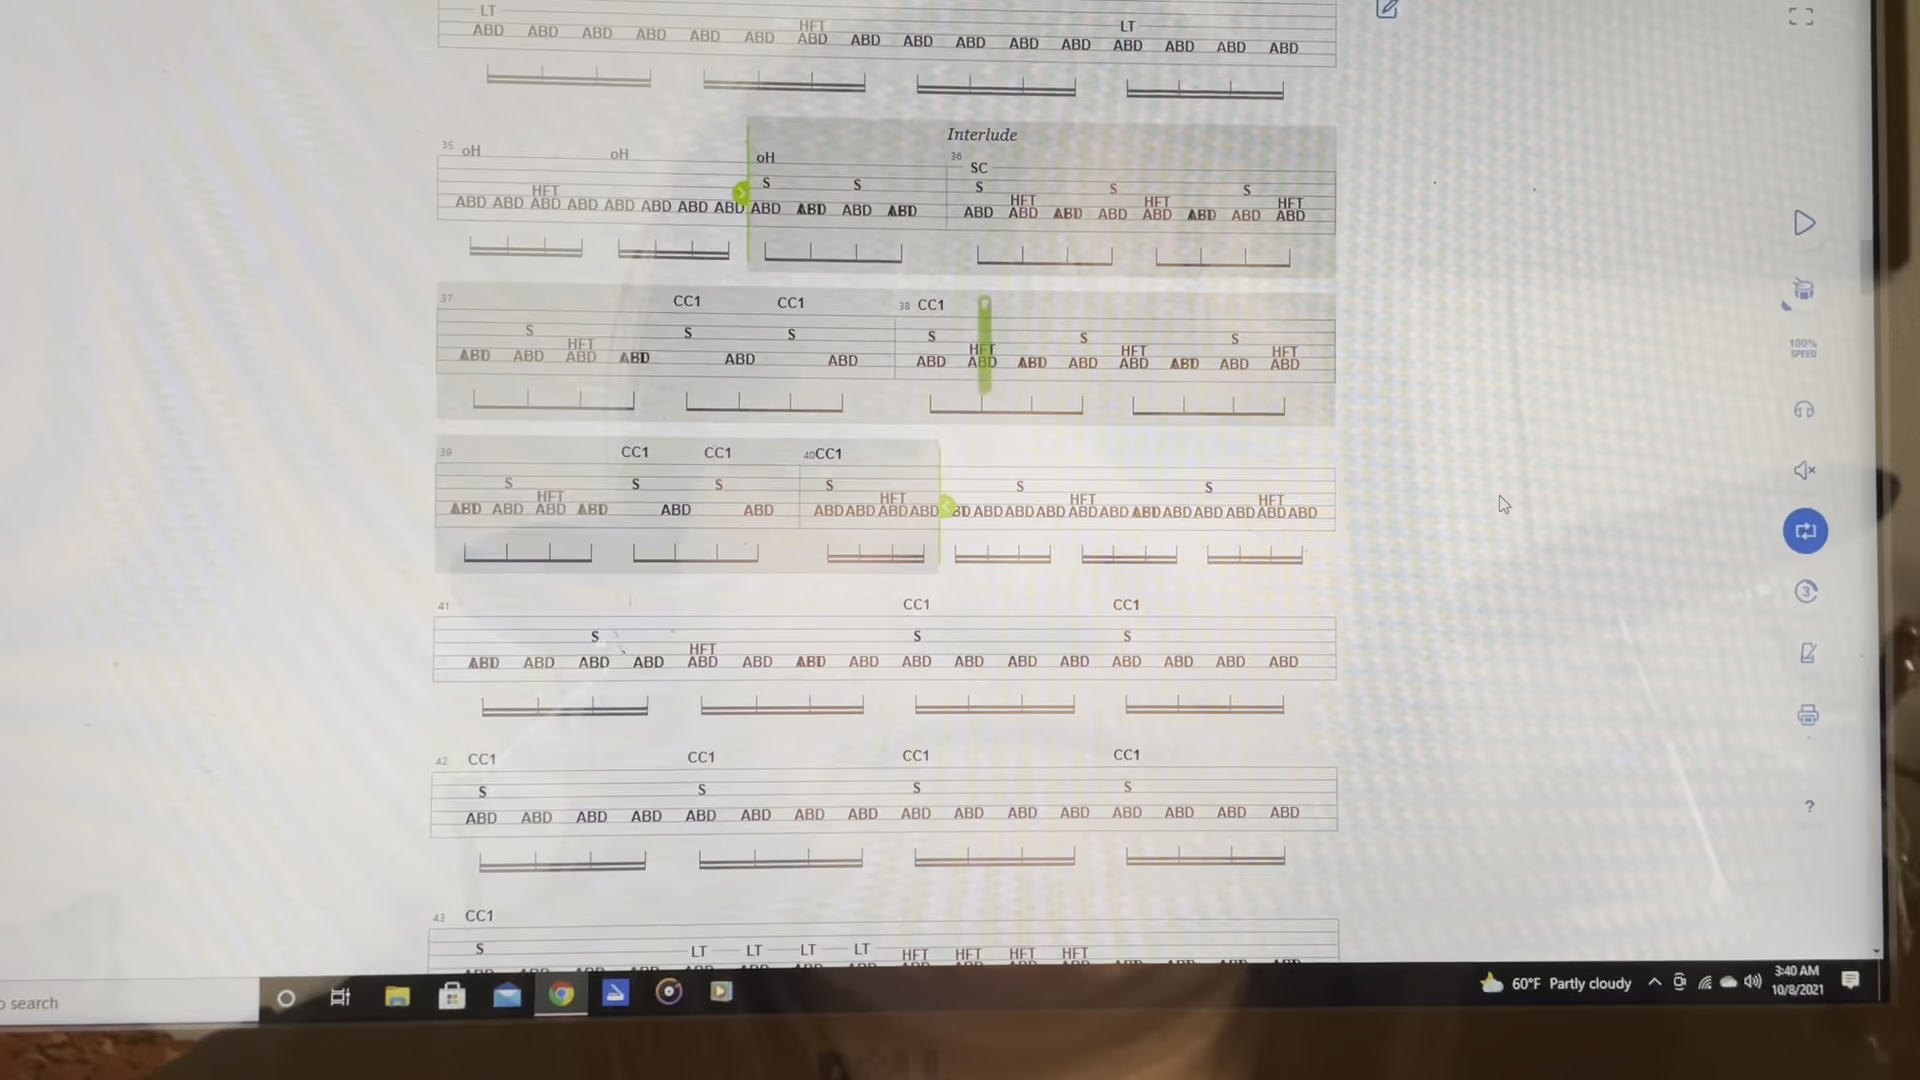 LT HFT LT
ABD ABD ABD ABD ABD ABD ABD ABD ABD ABD ABD ABD ABD ABD ABD ABD
Interlude
35 oH oH oH 36 SC
S S S S S
HFT HFT HFT HFT
ABD ABD ABD ABD ABD ABD ABD ABD ABD ABD ABD ABD ABD ABD ABD ABD ABD ABD ABD ABD
37 CC1 CC1 38 CC1
S S S S S S
HFT HFT HFT HFT
ABD ABD ABD ABD ABD ABD ABD ABD ABD ABD ABD ABD ABD ABD
39 CC1 CC1 40 CC1
S S S S S S
HFT HFT HFT HFT
ABD ABD ABD ABD ABD ABD ABD ABD ABD ABD BD ABD ABD ABD ABD ABD ABD ABD ABD ABD ABD ABD
41 CC1 CC1
S S S
HFT
ABD ABD ABD ABD ABD ABD ABD ABD ABD ABD ABD ABD ABD ABD ABD ABD
42 CC1 CC1 CC1 CC1
S S S S
ABD ABD ABD ABD ABD ABD ABD ABD ABD ABD ABD ABD ABD ABD ABD ABD
43 CC1
S LT LT LT LT HFT HFT HFT HFT
100%
SPEED
3
?
search
60°F Partly cloudy
3:40 AM
10/8/2021